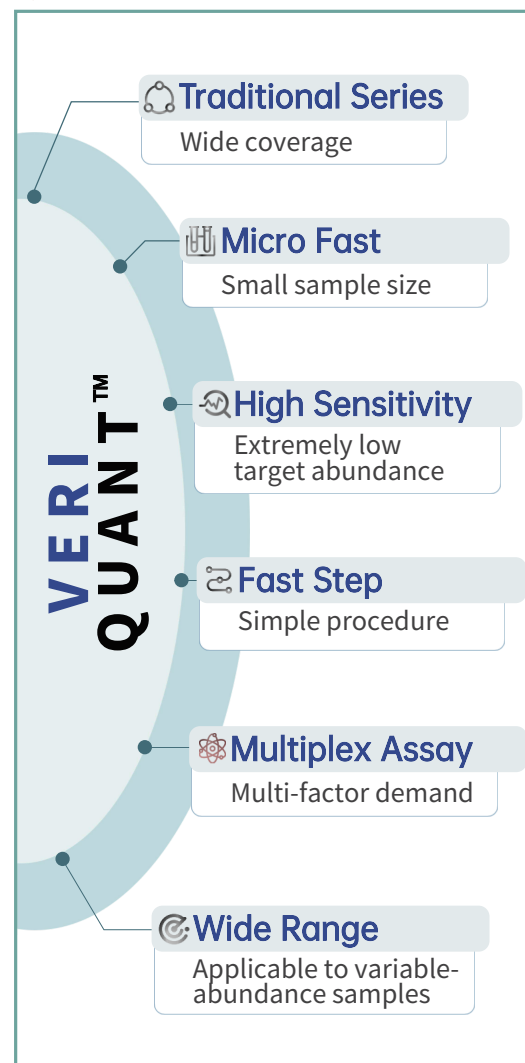 Traditional Series
Wide coverage
Micro Fast
Small sample size
High Sensitivity
Extremely low
target abundance
VERI
QUANT™
Fast Step
Simple procedure
Multiplex Assay
Multi-factor demand
Wide Range
Applicable to variable-
abundance samples